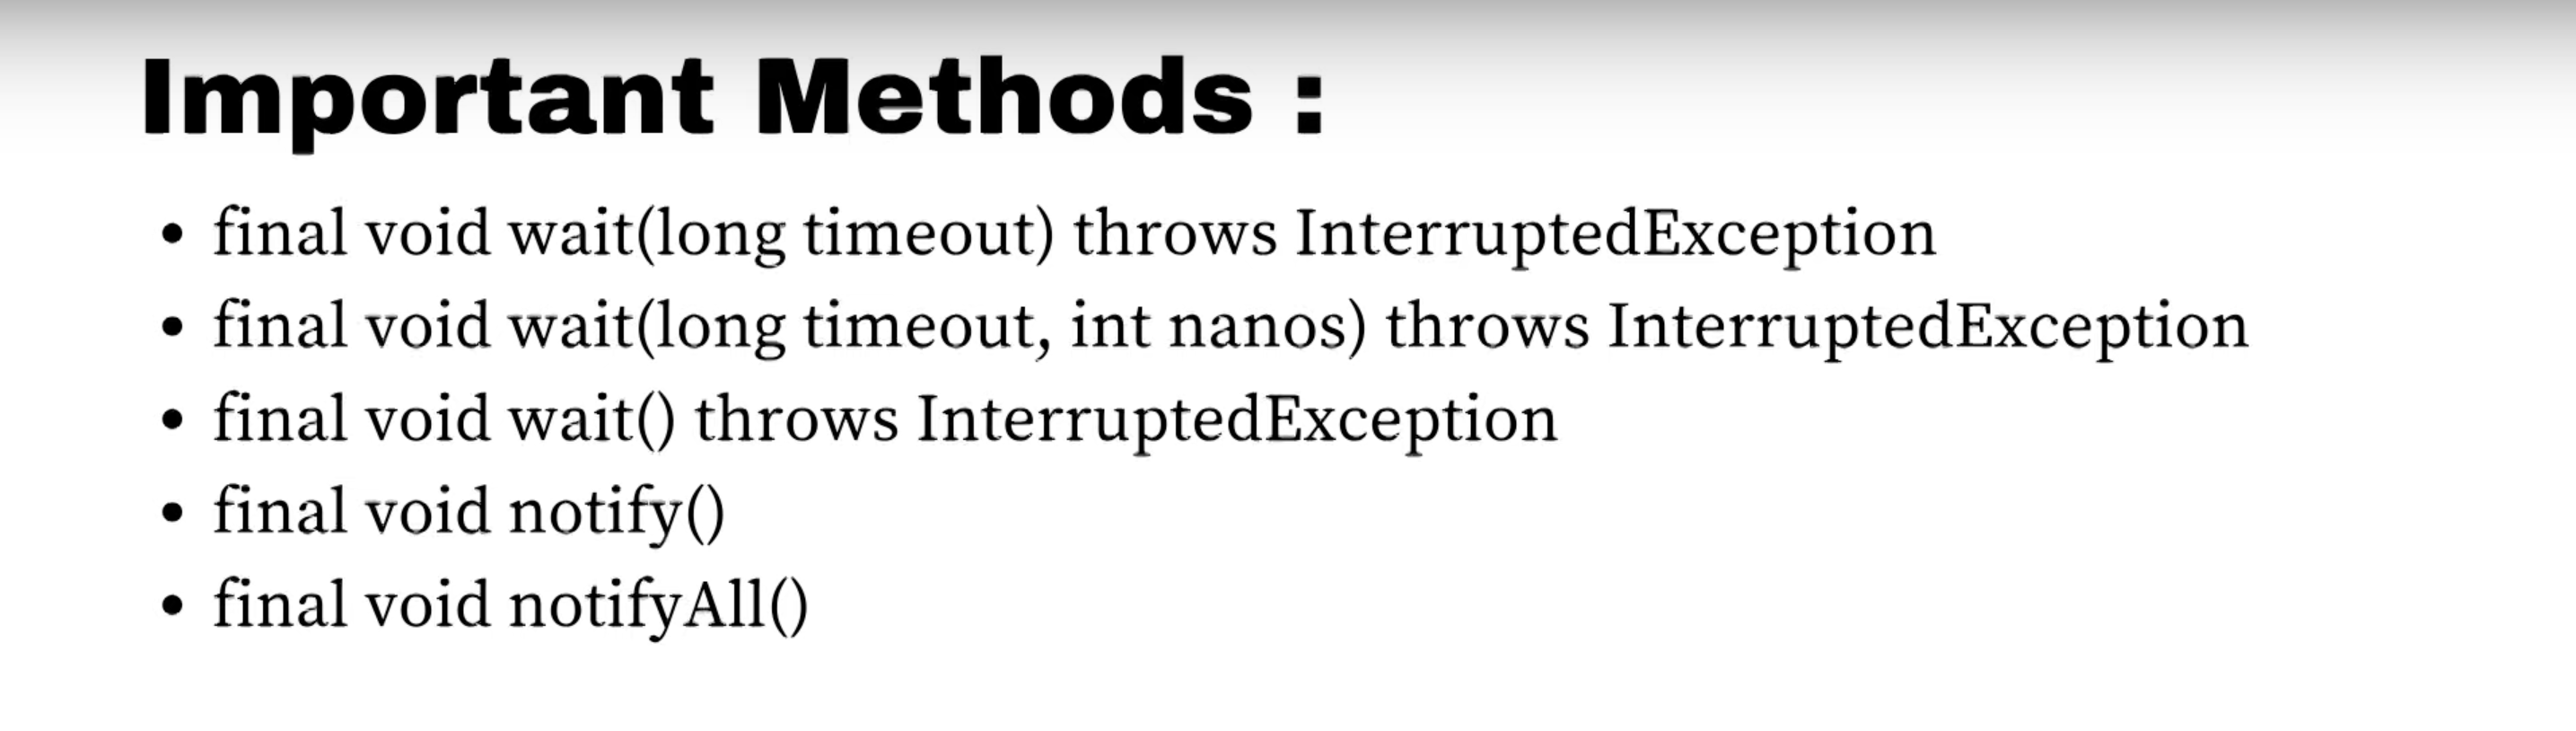 Important Methods :
• final void wait(long timeout) throws InterruptedException
• final void wait(long timeout, int nanos) throws InterruptedException
• final void wait() throws InterruptedException
• final void notify()
• final void notifyAll()